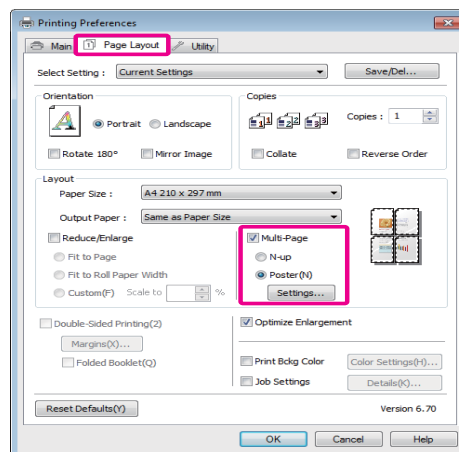 Printing Preferences
Main Page Layout Utility
Select Setting : Current Settings Save/Del...
Orientation Copies
Portrait Landscape Copies : 1
Rotate 180° Mirror Image Collate Reverse Order
Layout
Paper Size : A4 210 x 297 mm
Output Paper : Same as Paper Size
Reduce/Enlarge Multi-Page
Fit to Page N-up
Fit to Roll Paper Width Poster(N)
Custom(F) Scale to % Settings...
Double-Sided Printing(2) Optimize Enlargement
Margins(X)...
Folded Booklet(Q) Print Bckg Color Color Settings(H)...
Job Settings Details(K)...
Reset Defaults(Y) Version 6.70
OK Cancel Help